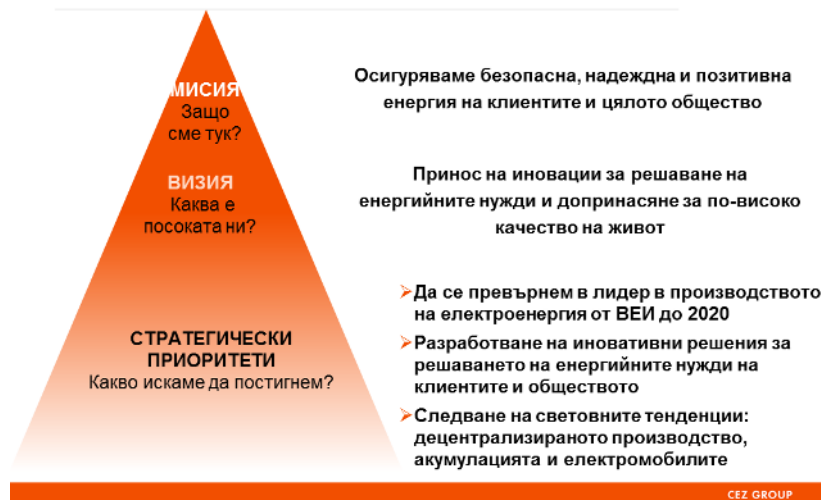 МИСИЯ
Защо
сме тук?
Осигуряваме безопасна, надеждна и позитивна
енергия на клиентите и цялото общество
ВИЗИЯ
Каква е
посоката ни?
Принос на иновации за решаване на
енергийните нужди и допринасяне за по-високо
качество на живот
СТРАТЕГИЧЕСКИ
ПРИОРИТЕТИ
Какво искаме да постигнем?
Да се превърнем в лидер в производството
на електроенергия от ВЕИ до 2020
Разработване на иновативни решения за
решаването на енергийните нужди на
клиентите и обществото
Следване на световните тенденции:
децентрализираното производство,
акумулацията и електромобилите
CEZ GROUP